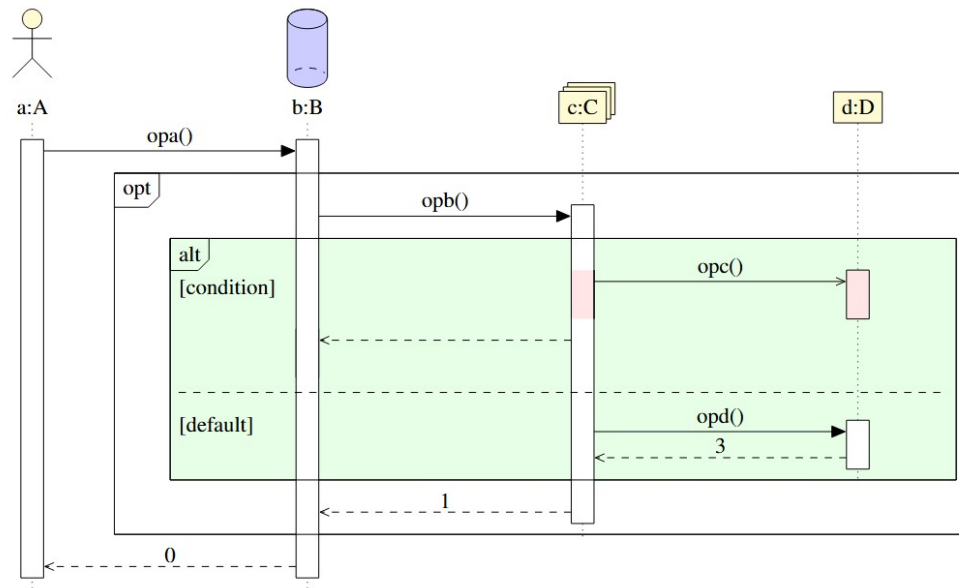 a:A
b:B
c:C
d:D
opa()
opt
opb()
alt
[condition]
opc()
[default]
opd()
3
1
0